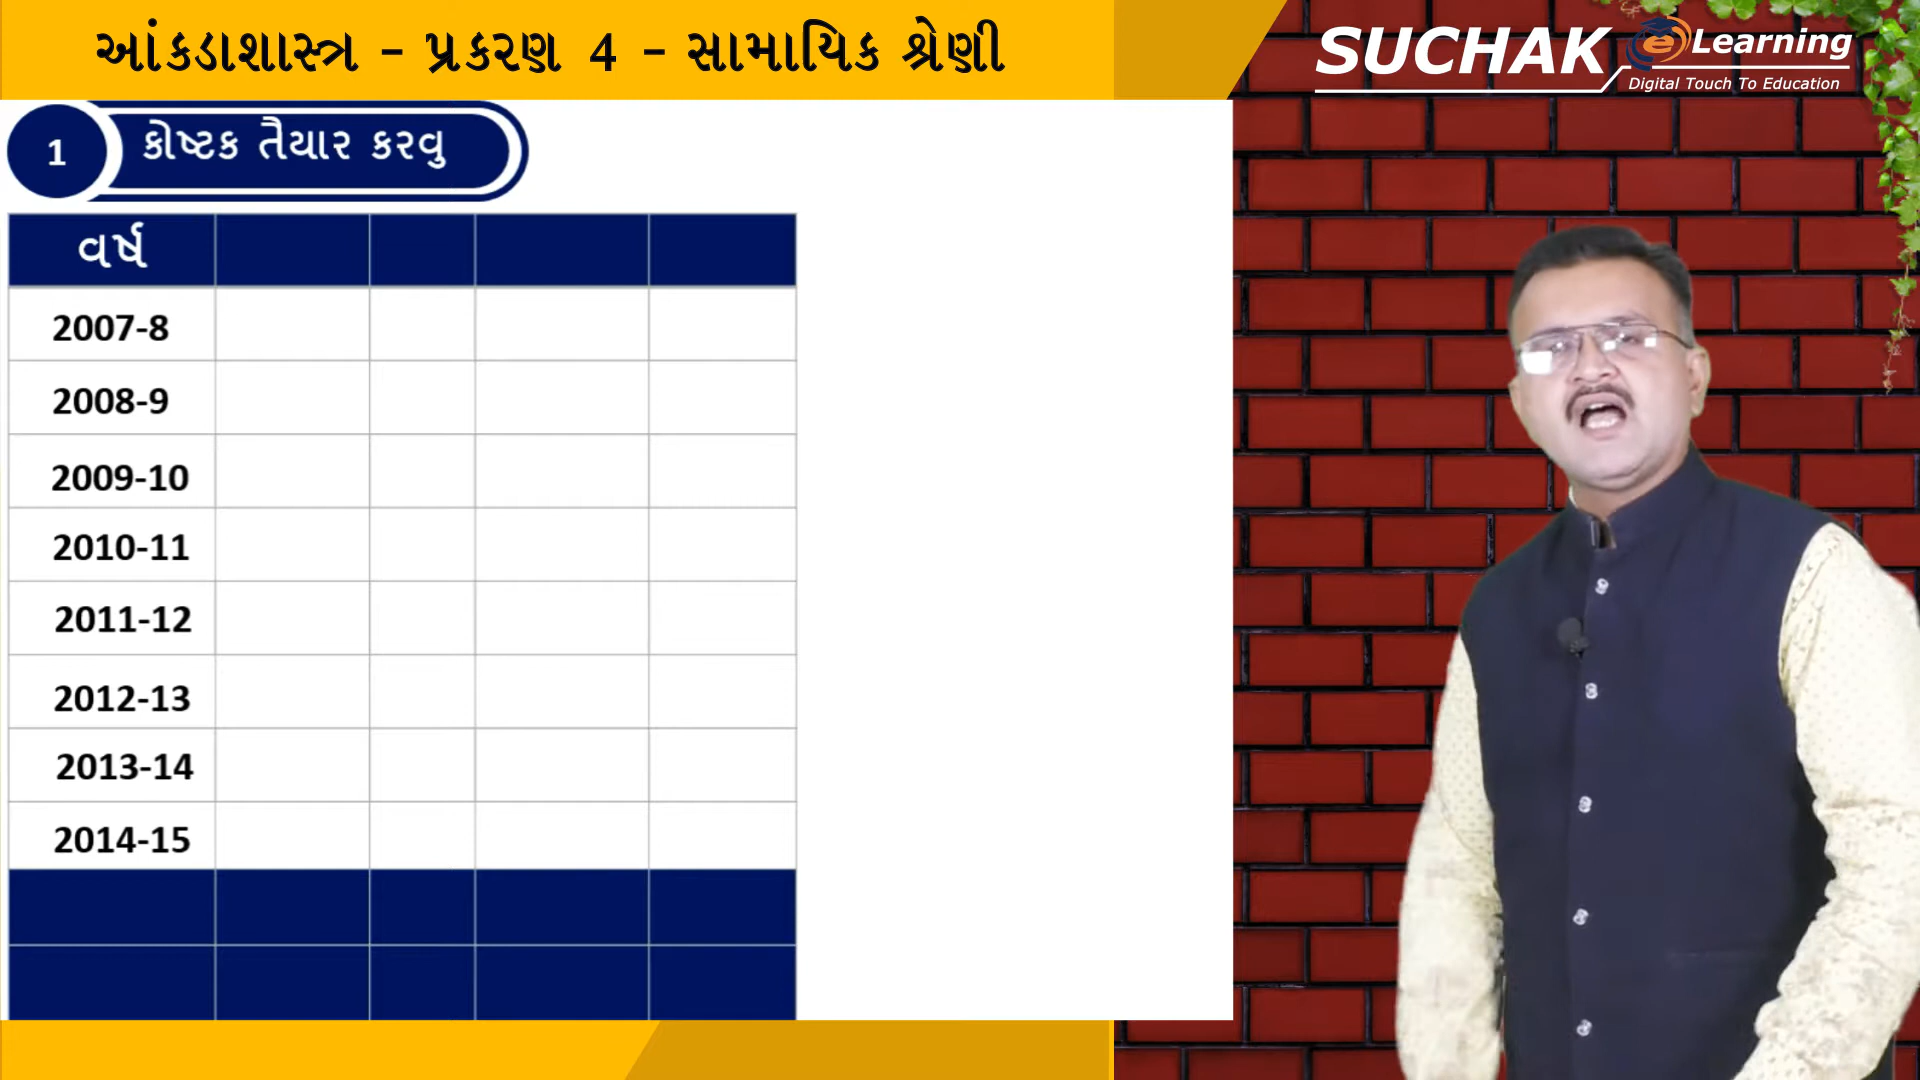 આંકડાશાસ્ત્ર - પ્રકરણ 4 - સામાયિક શ્રેણી
SUCHAK eLearning
Digital Touch To Education
1 કોષ્ટક તૈયાર કરવુ
વર્ષ
2007-8
2008-9
2009-10
2010-11
2011-12
2012-13
2013-14
2014-15